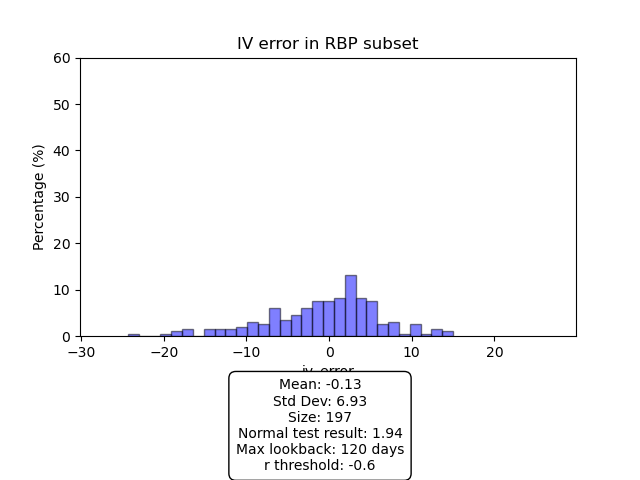 IV error in RBP subset
60
50
40
30
20
10
0
Percentage (%)
−30
−20
−10
0
10
20
iv_error
Mean: -0.13
Std Dev: 6.93
Size: 197
Normal test result: 1.94
Max lookback: 120 days
r threshold: -0.6